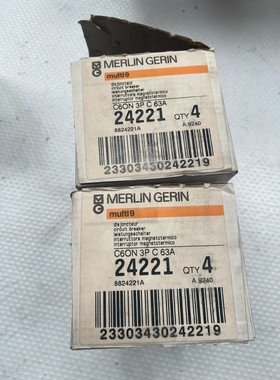 MERLIN GERIN
multi9
disjoncteur
circuit breaker
leistungsschalter
interruttore magnetotermico
interruptor magnetotermico
C60N 3P C 63A
24221 QTY 4
8824221A A.9240
23303430242219
MERLIN GERIN
multi9
disjoncteur
circuit breaker
leistungsschalter
interruttore magnetotermico
interruptor magnetotermico
C60N 3P C 63A
24221 QTY 4
8824221A A.9240
23303430242219